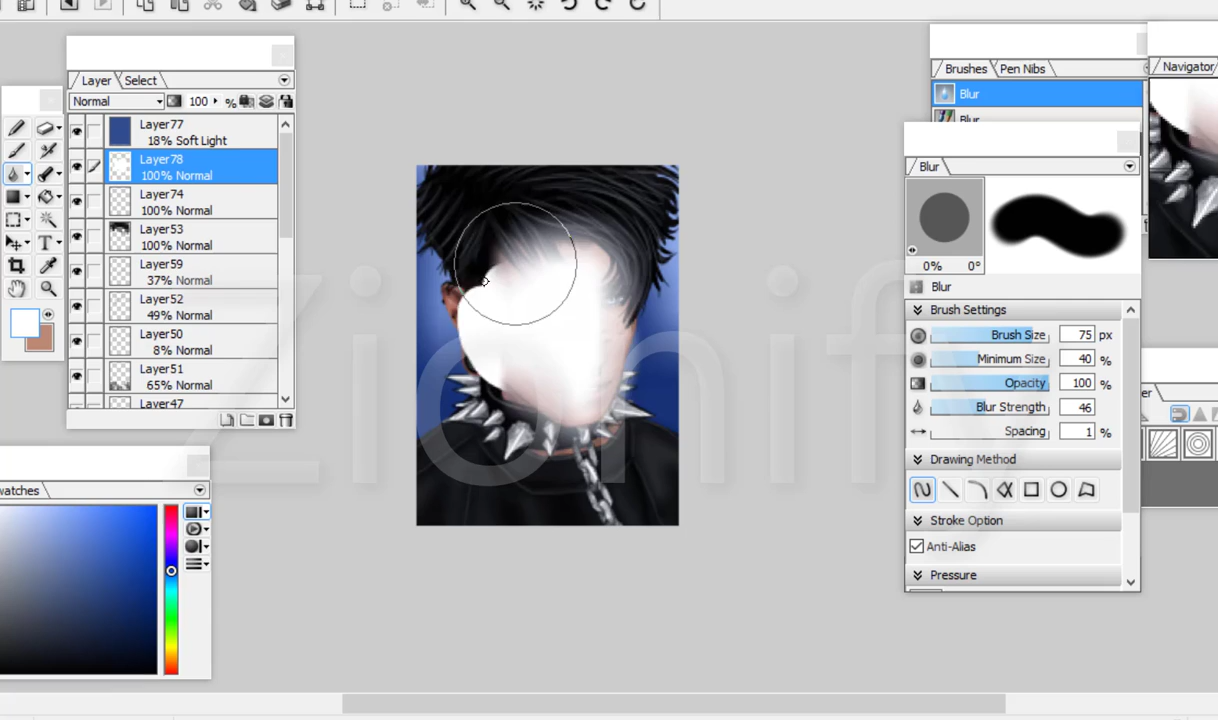 Brushes Pen Nibs
Navigator
Layer Select
Blur
Normal 100 %
Blur
Layer77
18% Soft Light
Layer78
100% Normal
Blur
Layer74
100% Normal
Layer53
100% Normal
Layer59
37% Normal
0% 0°
Blur
Layer52
49% Normal
Brush Settings
Brush Size 75 px
Layer50
8% Normal
Minimum Size 40 %
Layer51
65% Normal
Opacity 100 %
Layer47
Blur Strength 46
Spacing 1 %
Drawing Method
Stroke Option
Anti-Alias
Pressure
watches
er
T
Zionify